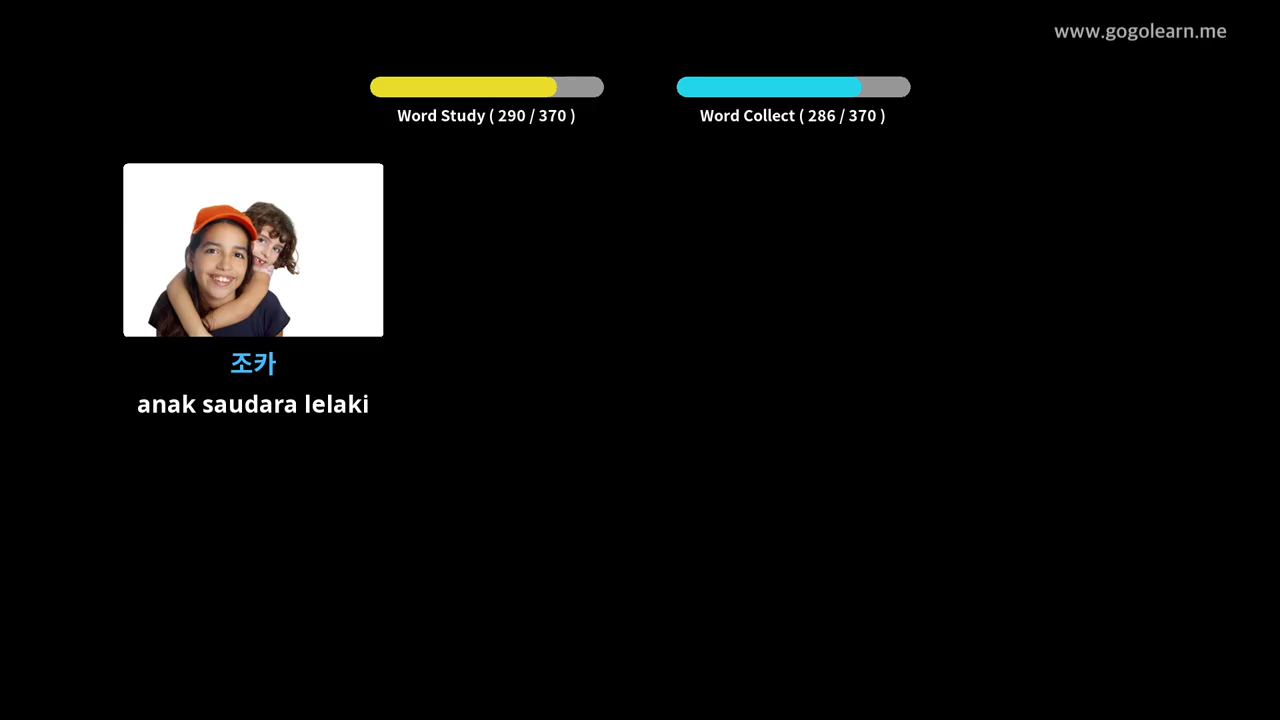 www.gogolearn.me
Word Study ( 290 / 370 )
Word Collect ( 286 / 370 )
조카
anak saudara lelaki